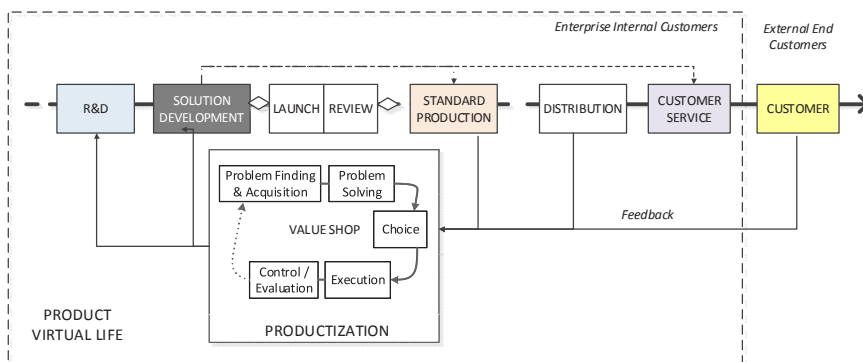 Enterprise Internal Customers
External End
Customers
R&D
SOLUTION
DEVELOPMENT
LAUNCH
REVIEW
STANDARD
PRODUCTION
DISTRIBUTION
CUSTOMER
SERVICE
CUSTOMER
Problem Finding
& Acquisition
Problem
Solving
VALUE SHOP
Choice
Feedback
Control /
Evaluation
Execution
PRODUCT
VIRTUAL LIFE
PRODUCTIZATION